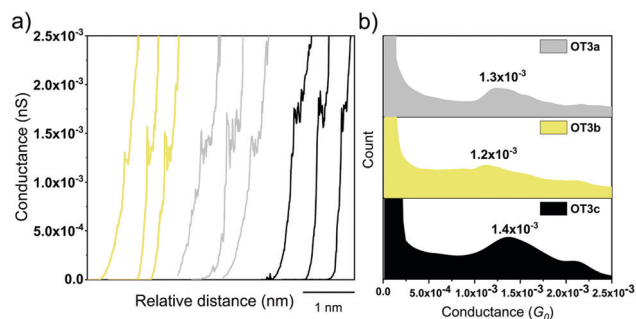 a)
Conductance (nS)
2.5x10⁻³
2.0x10⁻³
1.5x10⁻³
1.0x10⁻³
5.0x10⁻⁴
0.0
Relative distance (nm)
1 nm
b)
Count
OT3a
1.3x10⁻³
OT3b
1.2x10⁻³
OT3c
1.4x10⁻³
0.0 5.0x10⁻⁴ 1.0x10⁻³ 1.5x10⁻³ 2.0x10⁻³ 2.5x10⁻³
Conductance (G₀)